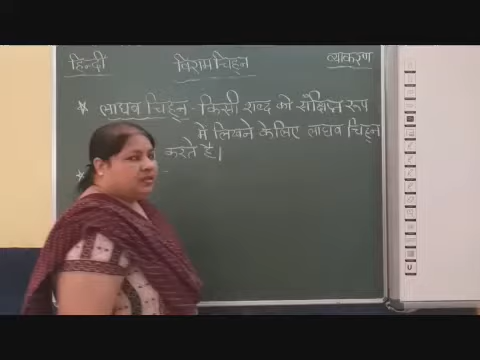 हिन्दी
विराम चिह्न
व्याकरण
* लाघव चिह्न - किसी शब्द को संक्षिप्त रूप
में लिखने के लिए लाघव चिह्न
करते है।
*